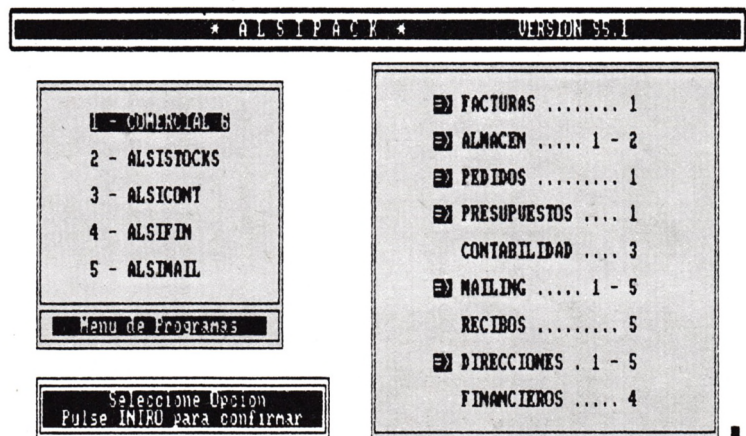 * A L S I P A C K * VERSION 55.1
1 - COMERCIAL 6
2 - ALSISTOCKS
3 - ALSICONT
4 - ALSIFIN
5 - ALSIMAIL
Menu de Programas
Seleccione Opcion
Pulse INTRO para confirmar
FACTURAS ........ 1
ALMACEN ..... 1 - 2
PEDIDOS ......... 1
PRESUPUESTOS .... 1
CONTABILIDAD .... 3
MAILING ..... 1 - 5
RECIBOS ......... 5
DIRECCIONES . 1 - 5
FINANCIEROS ..... 4